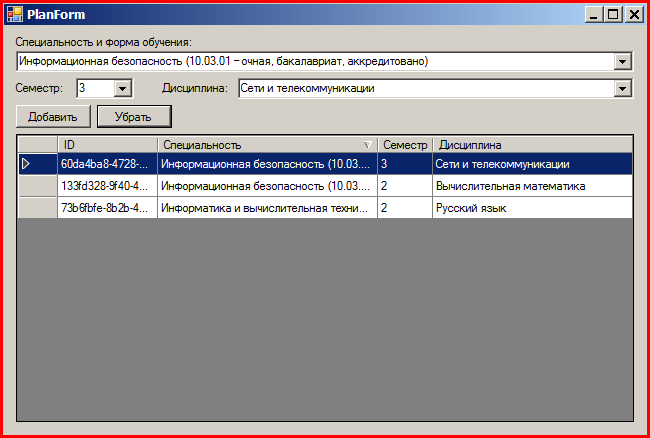 PlanForm
Специальность и форма обучения:
Информационная безопасность (10.03.01 – очная, бакалавриат, аккредитовано)
Семестр: 3 Дисциплина: Сети и телекоммуникации
Добавить Убрать
ID Специальность Семестр Дисциплина
60da4ba8-4728-... Информационная безопасность (10.03.... 3 Сети и телекоммуникации
133fd328-9f40-4... Информационная безопасность (10.03.... 2 Вычислительная математика
73b6fbfe-8b2b-4... Информатика и вычислительная техни... 2 Русский язык